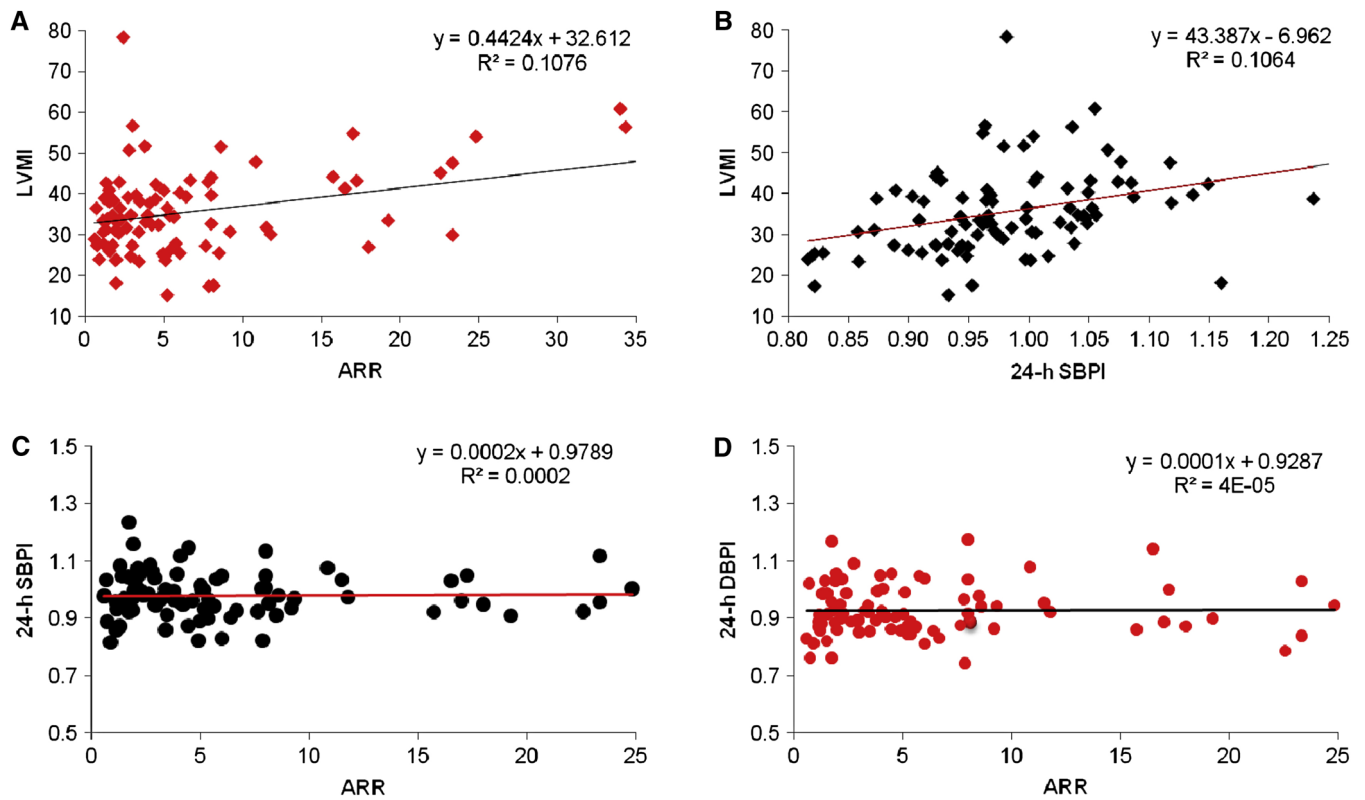 A
y = 0.4424x + 32.612
R² = 0.1076
80
70
60
50
40
30
20
10
LVMI
0 5 10 15 20 25 30 35
ARR
B
y = 43.387x - 6.962
R² = 0.1064
80
70
60
50
40
30
20
10
LVMI
0.80 0.85 0.90 0.95 1.00 1.05 1.10 1.15 1.20 1.25
24-h SBPI
C
y = 0.0002x + 0.9789
R² = 0.0002
1.5
1.3
1.1
0.9
0.7
0.5
24-h SBPI
0 5 10 15 20 25
ARR
D
y = 0.0001x + 0.9287
R² = 4E-05
1.5
1.3
1.1
0.9
0.7
0.5
24-h DBPI
0 5 10 15 20 25
ARR